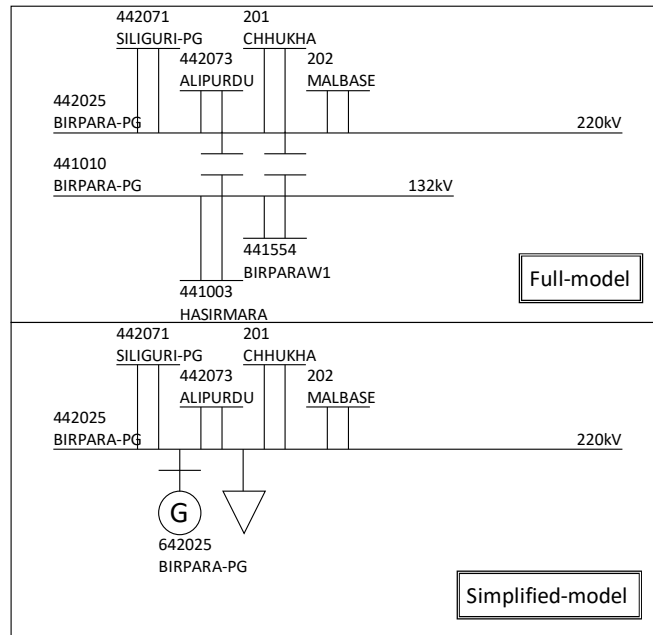 442071
SILIGURI-PG
201
CHHUKHA
442073
ALIPURDU
202
MALBASE
442025
BIRPARA-PG
220kV
441010
BIRPARA-PG
132kV
441554
BIRPARAW1
441003
HASIRMARA
Full-model
442071
SILIGURI-PG
201
CHHUKHA
442073
ALIPURDU
202
MALBASE
442025
BIRPARA-PG
220kV
G
642025
BIRPARA-PG
Simplified-model